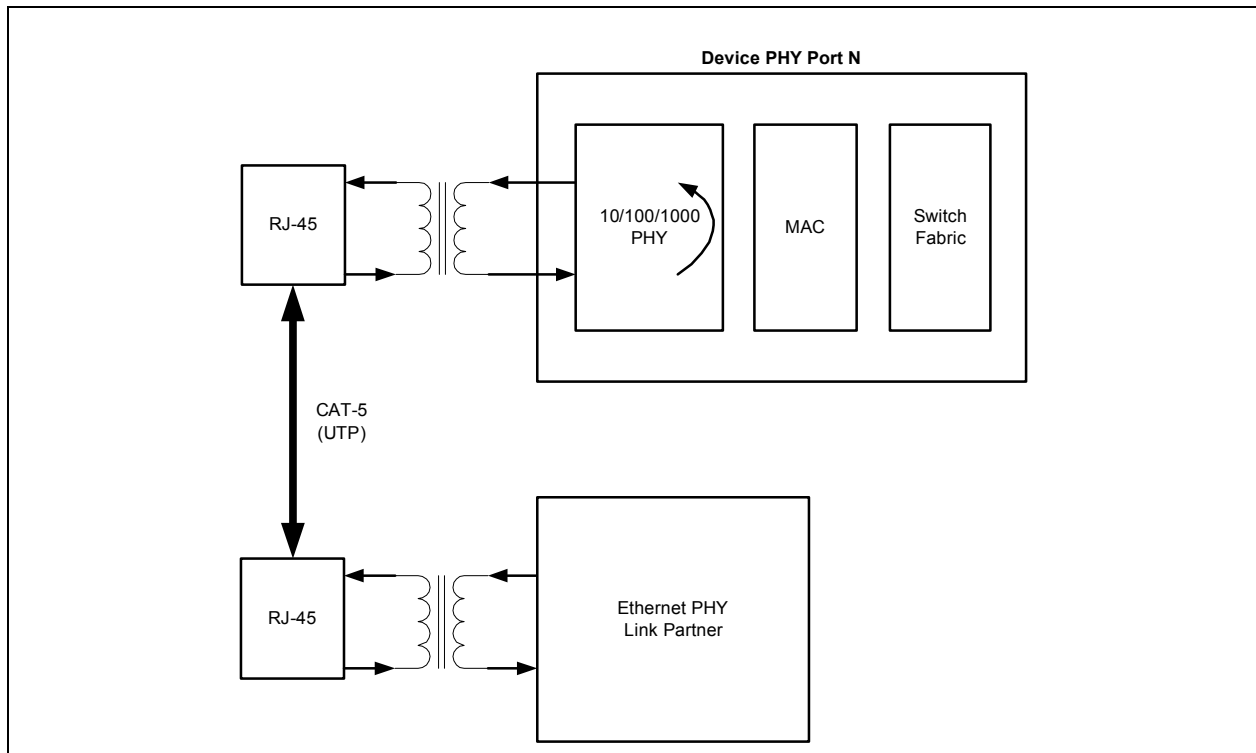 Device PHY Port N
RJ-45
10/100/1000
PHY
MAC
Switch
Fabric
CAT-5
(UTP)
RJ-45
Ethernet PHY
Link Partner